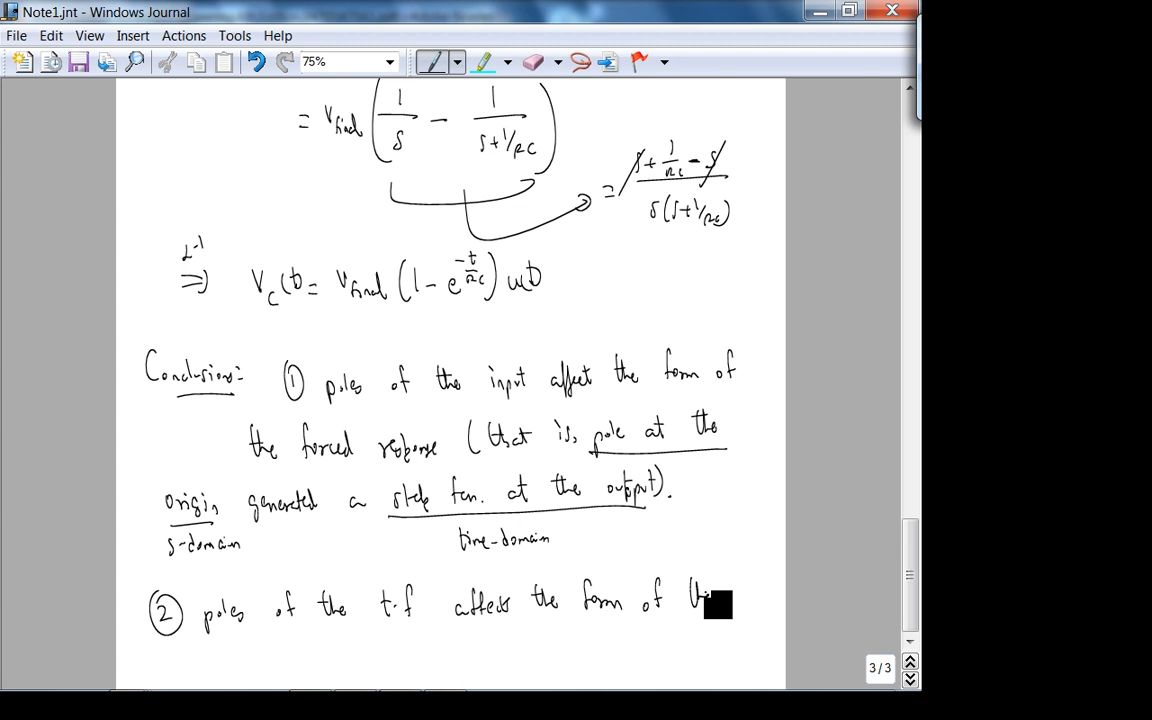 Note1.jnt - Windows Journal
File Edit View Insert Actions Tools Help
75%
= Vfinal ( 1/s - 1/(s+1/RC) )
= (s + 1/RC - s) / (s(s+1/RC))
L⁻¹
⇒ Vc(t) = Vfinal (1 - e^(-t/RC)) u(t)
Conclusions: ① poles of the input affect the form of
the forced response (that is, pole at the
origin generated a step fcn. at the output).
s-domain time-domain
② poles of the t.f affects the form of
3/3